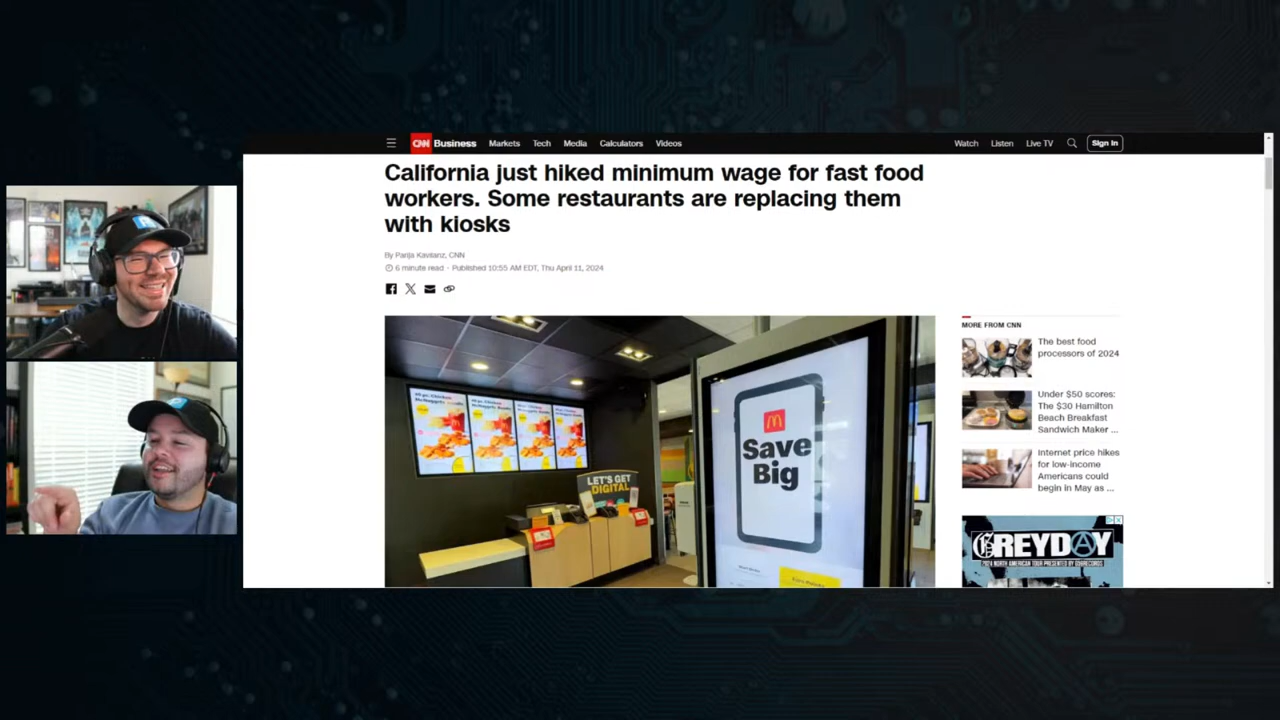 CNN Business Markets Tech Media Calculators Videos Watch Listen Live TV Sign In
California just hiked minimum wage for fast food
workers. Some restaurants are replacing them
with kiosks
By Parija Kavilanz, CNN
6 minute read · Published 10:55 AM EDT, Thu April 11, 2024
MORE FROM CNN
The best food
processors of 2024
Under $50 scores:
The $30 Hamilton
Beach Breakfast
Sandwich Maker ...
Internet price hikes
for low-income
Americans could
begin in May as ...
LET'S GET
DIGITAL
Save
Big
GREYDAY